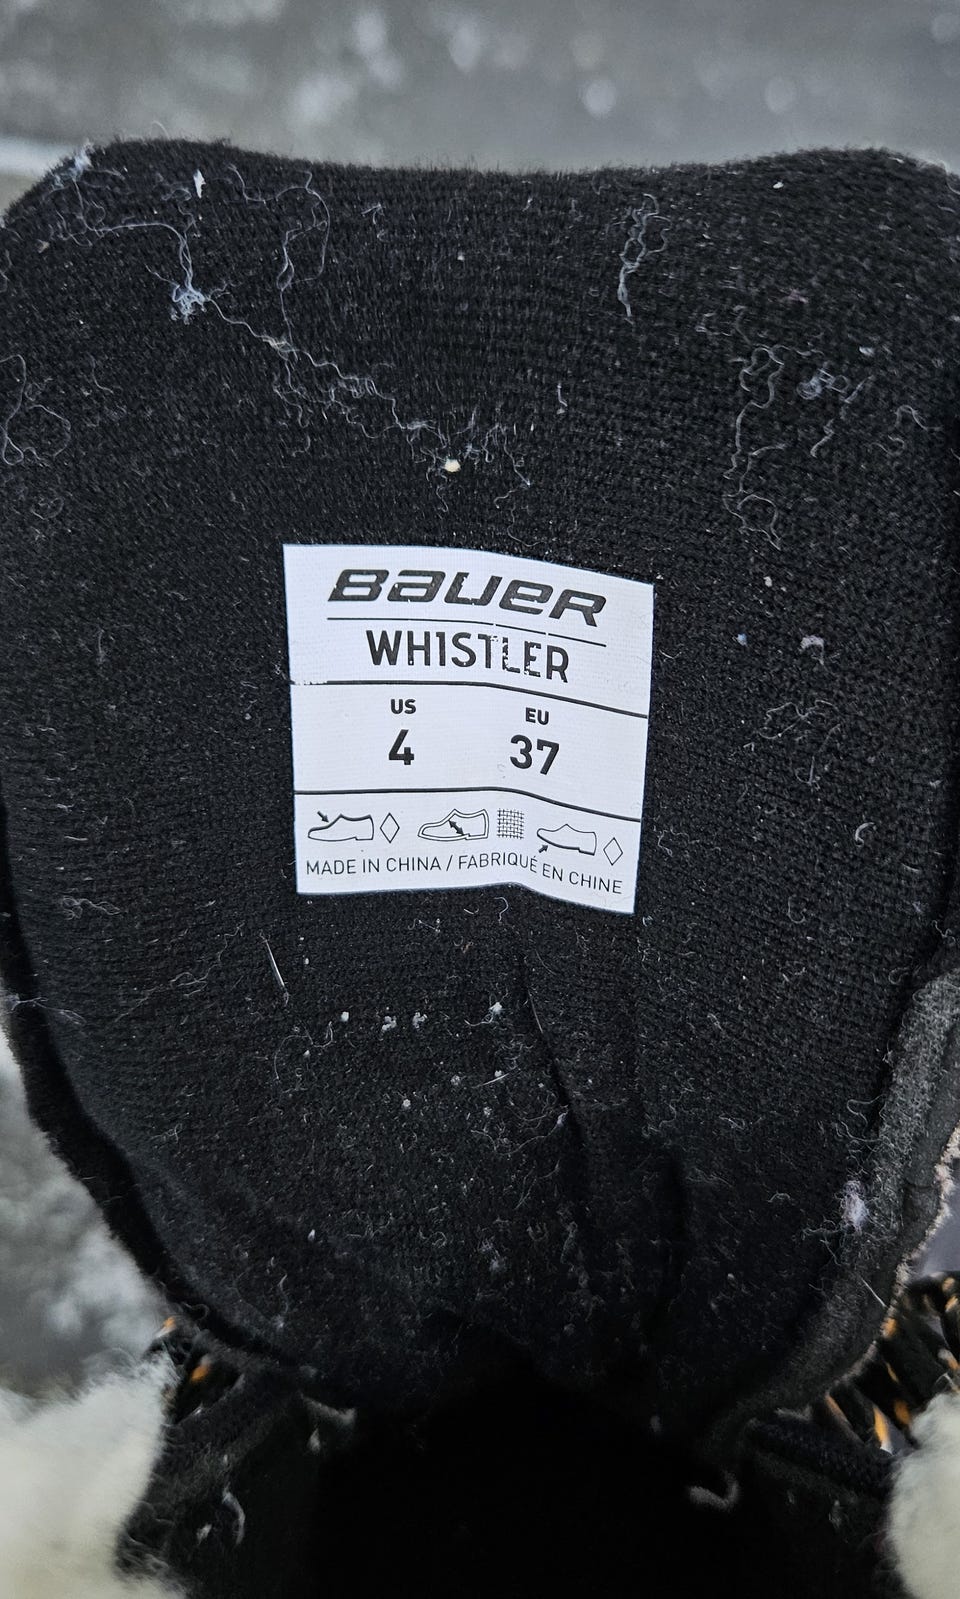 BAUER
WHISTLER
US EU
4 37
MADE IN CHINA / FABRIQUÉ EN CHINE